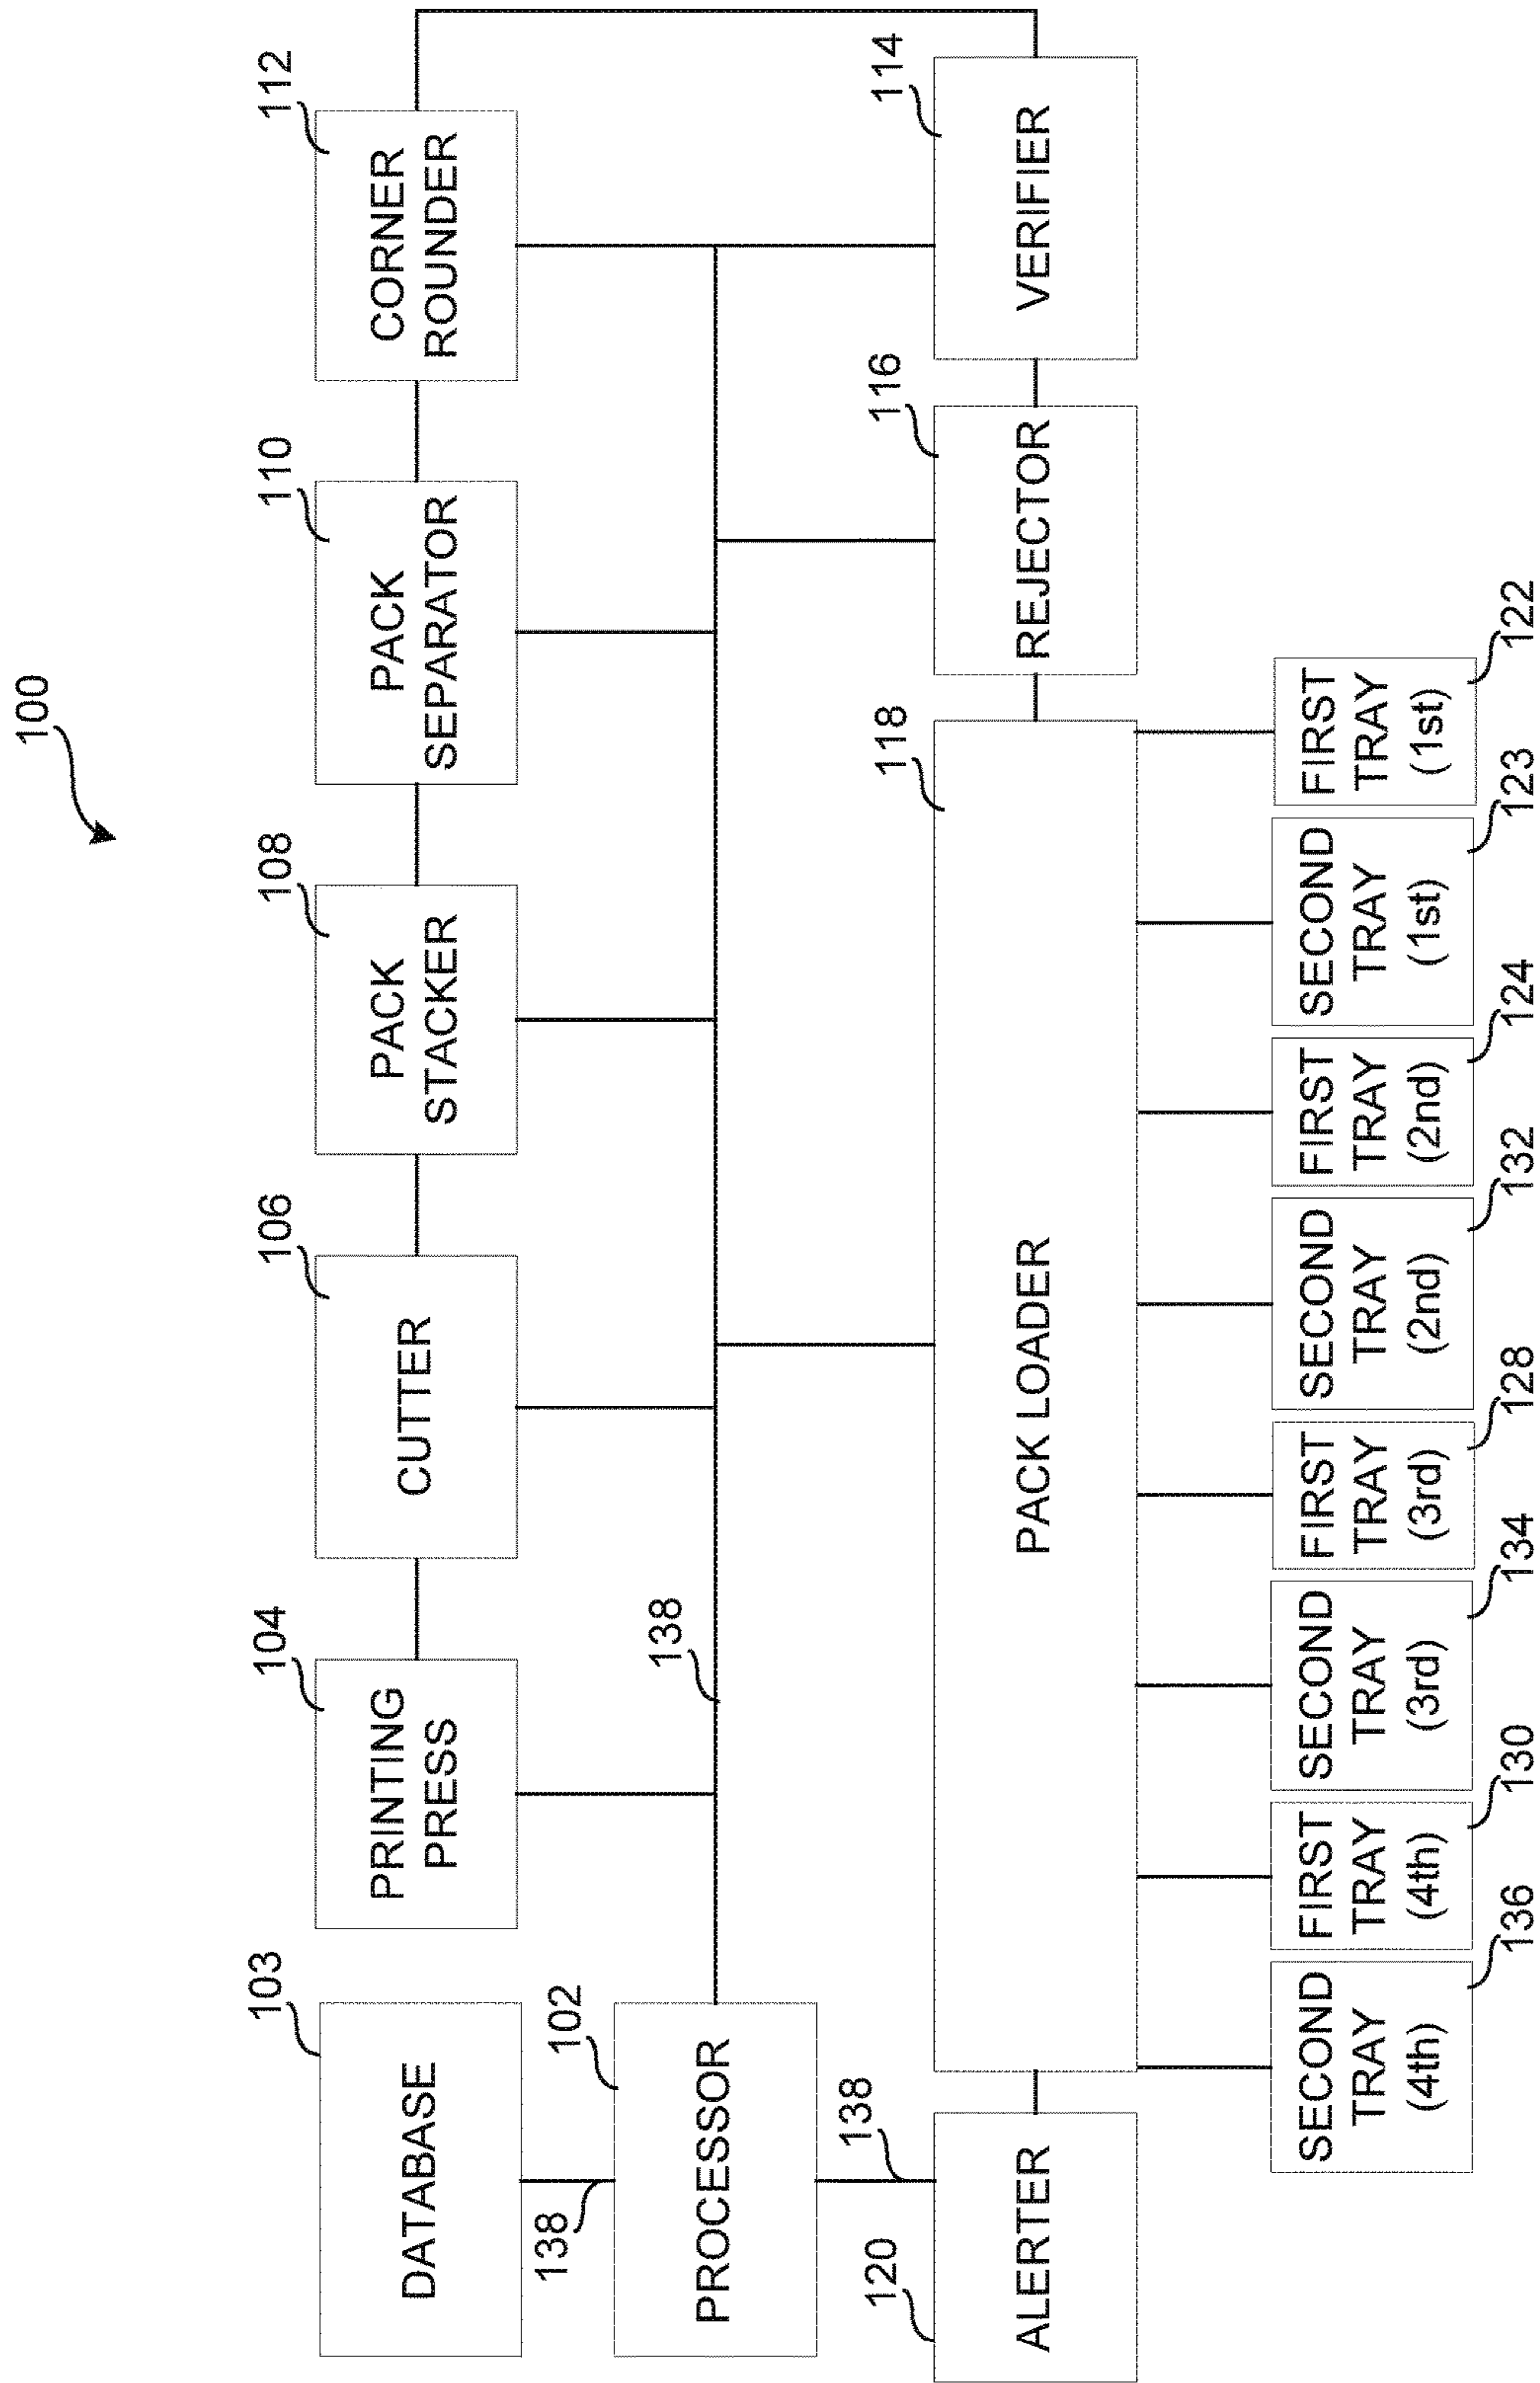 100
103
DATABASE
104
PRINTING
PRESS
106
CUTTER
108
PACK
STACKER
110
PACK
SEPARATOR
112
CORNER
ROUNDER
138
102
PROCESSOR
138
138
120
ALERTER
118
PACK LOADER
116
REJECTOR
114
VERIFIER
SECOND
TRAY
(4th)
136
FIRST
TRAY
(4th)
130
SECOND
TRAY
(3rd)
134
FIRST
TRAY
(3rd)
128
SECOND
TRAY
(2nd)
132
FIRST
TRAY
(2nd)
124
SECOND
TRAY
(1st)
123
FIRST
TRAY
(1st)
122